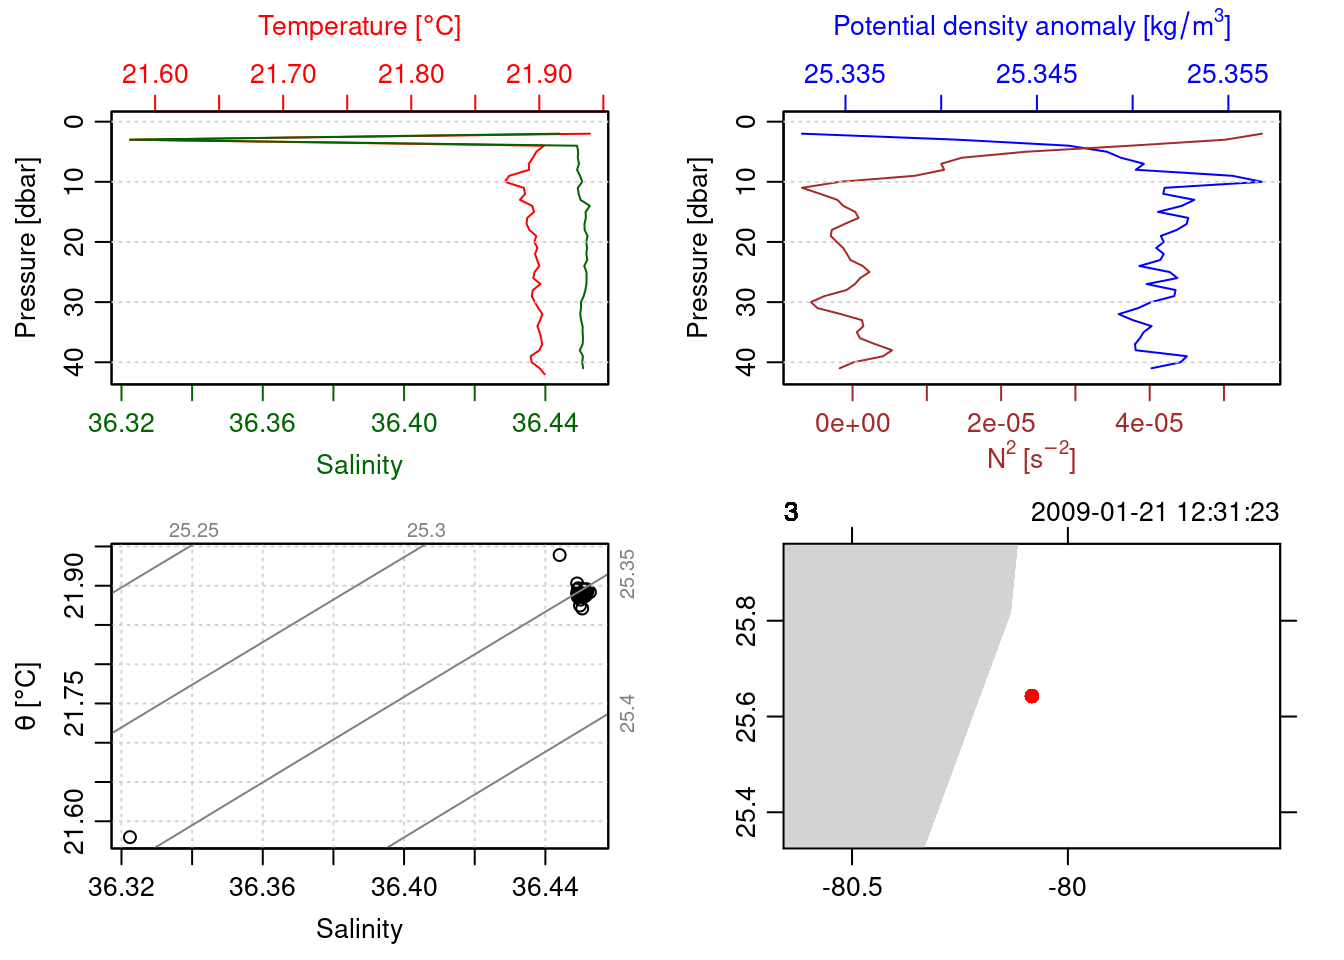 Temperature [°C]
21.60 21.70 21.80 21.90
Pressure [dbar]
0
10
20
30
40
36.32 36.36 36.40 36.44
Salinity
Potential density anomaly [kg/m³]
25.335 25.345 25.355
Pressure [dbar]
0
10
20
30
40
0e+00 2e-05 4e-05
N² [s⁻²]
25.25 25.3
25.35
25.4
θ [°C]
21.90
21.75
21.60
36.32 36.36 36.40 36.44
Salinity
3 2009-01-21 12:31:23
25.8
25.6
25.4
-80.5 -80